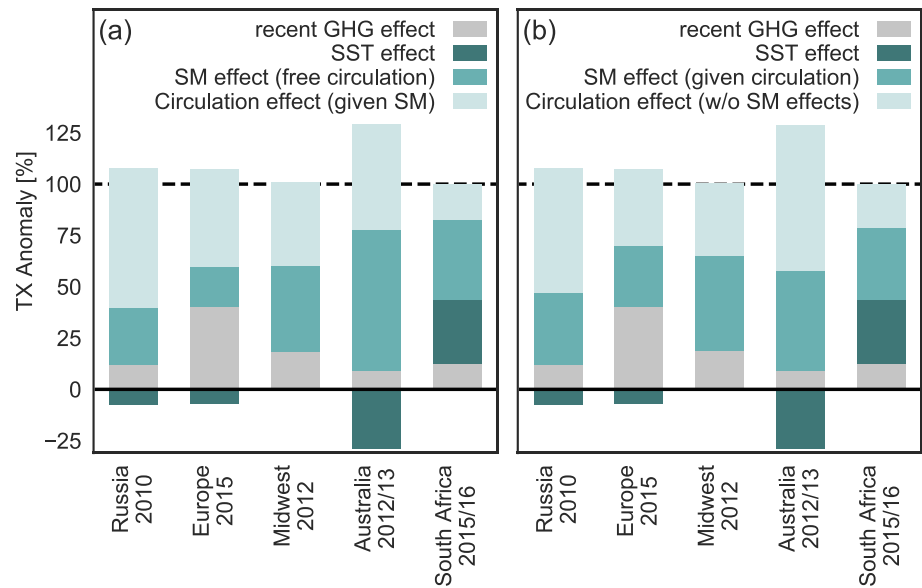 (a)
recent GHG effect
SST effect
SM effect (free circulation)
Circulation effect (given SM)
TX Anomaly [%]
125
100
75
50
25
0
−25
Russia
2010
Europe
2015
Midwest
2012
Australia
2012/13
South Africa
2015/16
(b)
recent GHG effect
SST effect
SM effect (given circulation)
Circulation effect (w/o SM effects)
Russia
2010
Europe
2015
Midwest
2012
Australia
2012/13
South Africa
2015/16